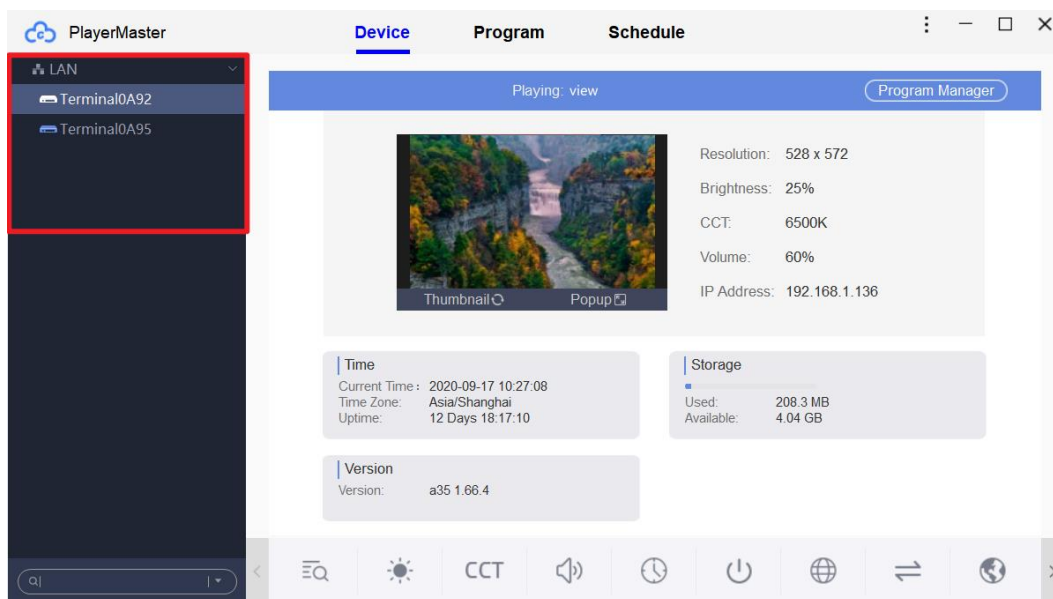 PlayerMaster
Device Program Schedule
LAN
Terminal0A92
Terminal0A95
Playing: view
Program Manager
Resolution: 528 x 572
Brightness: 25%
CCT: 6500K
Volume: 60%
IP Address: 192.168.1.136
Thumbnail Popup
Time
Current Time: 2020-09-17 10:27:08
Time Zone: Asia/Shanghai
Uptime: 12 Days 18:17:10
Storage
Used: 208.3 MB
Available: 4.04 GB
Version
Version: a35 1.66.4
CCT